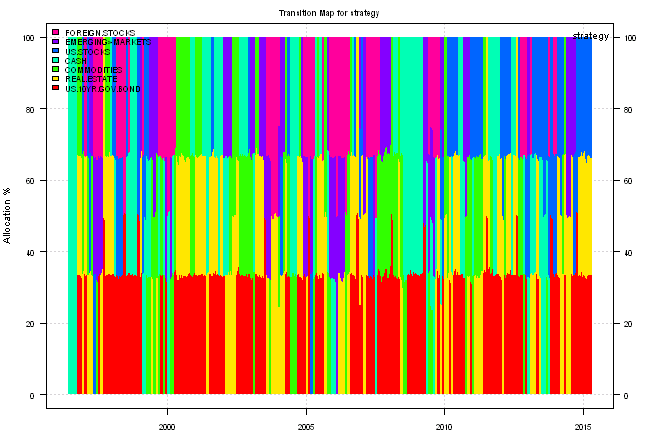 Transition Map for strategy
strategy
FOREIGN.STOCKS
EMERGING>MARKETS
US.STOCKS
CASH
COMMODITIES
REAL.ESTATE
US.10YR.GOV.BOND
Allocation %
100
80
60
40
20
0
100
80
60
40
20
0
2000 2005 2010 2015